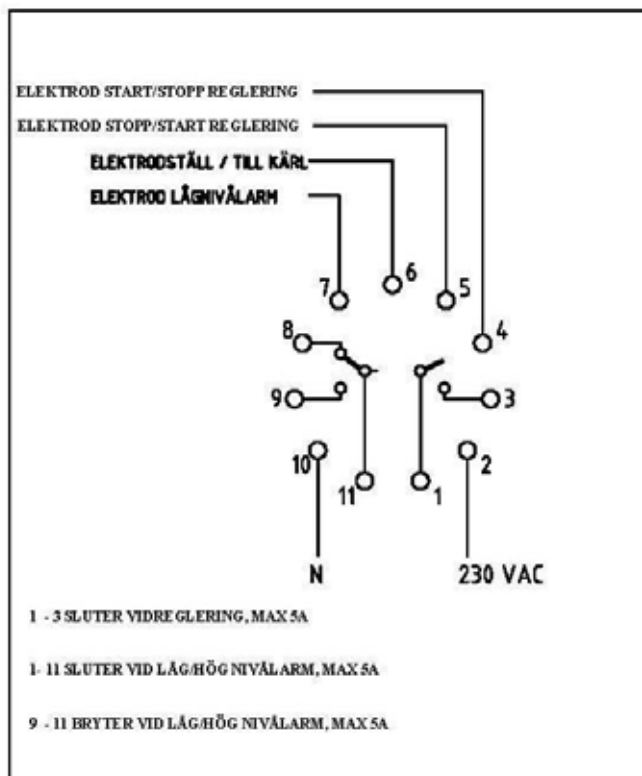 ELEKTROD START/STOPP REGLERING
ELEKTROD STOPP/START REGLERING
ELEKTRODSTÄLL / TILL KÄRL
ELEKTROD LÅGNIVÅLARM
7
6
5
8
4
9
3
10
11
1
2
N
230 VAC
1 - 3 SLUTER VIDREGLERING, MAX 5A
1- 11 SLUTER VID LÅG/HÖG NIVÅLARM, MAX 5A
9 - 11 BRYTER VID LÅG/HÖG NIVÅLARM, MAX 5A